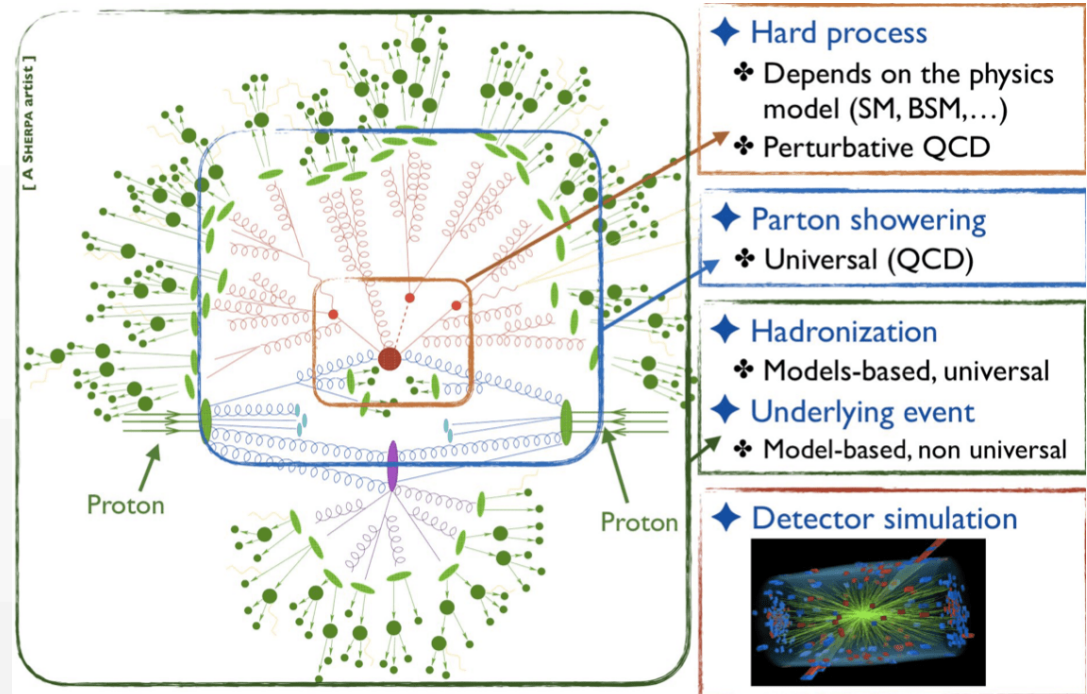 [ A SHERPA artist ]
Proton
Proton
✦ Hard process
✤ Depends on the physics
model (SM, BSM,...)
✤ Perturbative QCD
✦ Parton showering
✤ Universal (QCD)
✦ Hadronization
✤ Models-based, universal
✦ Underlying event
✤ Model-based, non universal
✦ Detector simulation